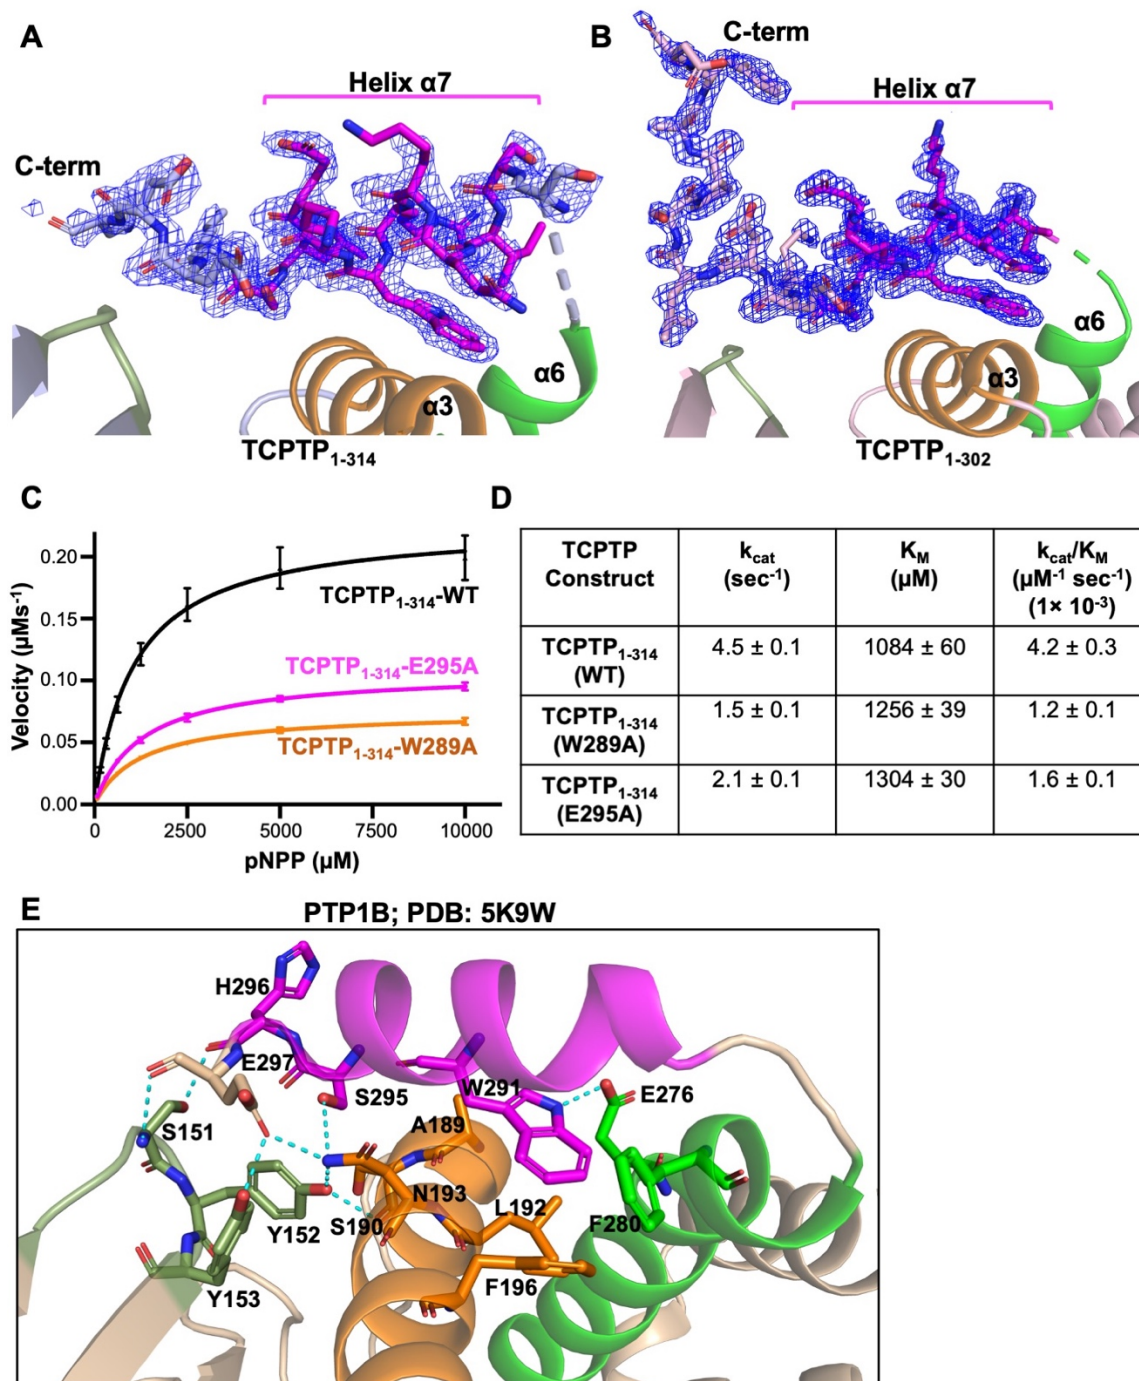 A
C-term
Helix α7
α3
α6
TCPTP1-314
B
C-term
Helix α7
α3
α6
TCPTP1-302
C
Velocity (µMs-1)
0.20
0.15
0.10
0.05
0.00
TCPTP1-314-WT
TCPTP1-314-E295A
TCPTP1-314-W289A
0 2500 5000 7500 10000
pNPP (µM)
D
TCPTP Construct
kcat (sec-1)
KM (µM)
kcat/KM (µM-1 sec-1) (1× 10-3)
TCPTP1-314 (WT)
4.5 ± 0.1
1084 ± 60
4.2 ± 0.3
TCPTP1-314 (W289A)
1.5 ± 0.1
1256 ± 39
1.2 ± 0.1
TCPTP1-314 (E295A)
2.1 ± 0.1
1304 ± 30
1.6 ± 0.1
E
PTP1B; PDB: 5K9W
H296
E297
S295
W291
E276
S151
A189
N193
L192
Y152
S190
F280
F196
Y153